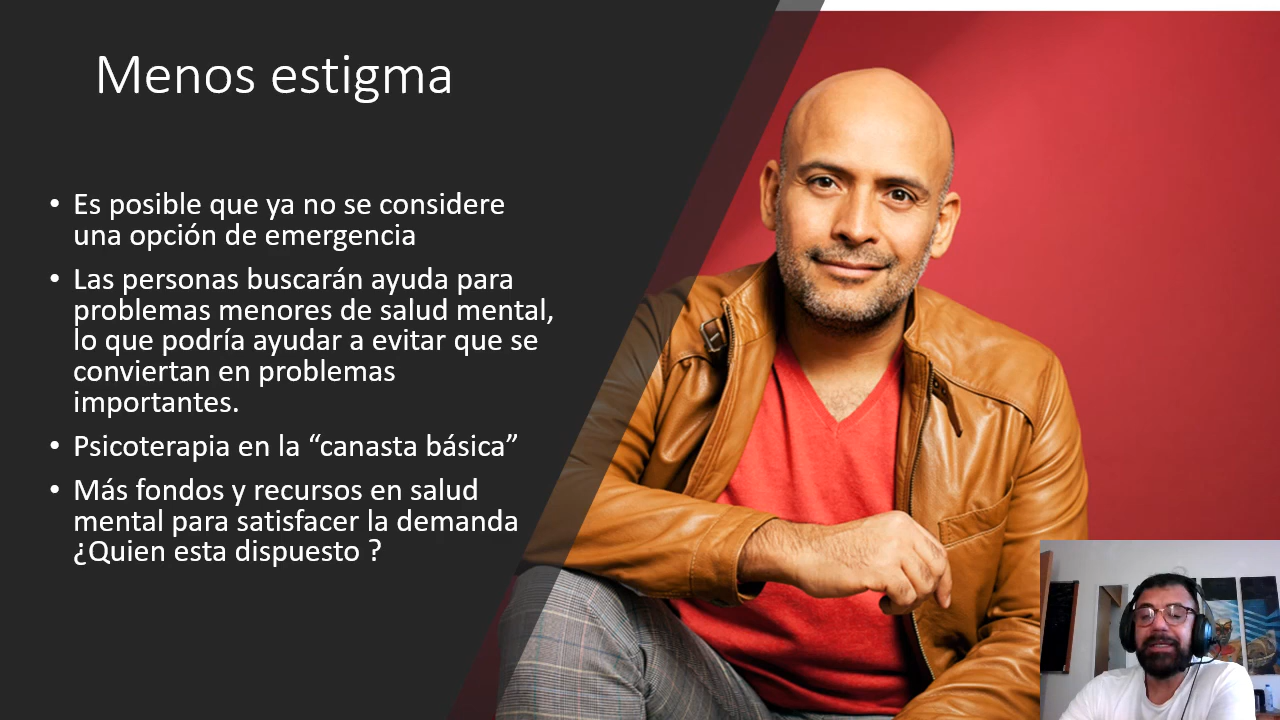 Menos estigma
• Es posible que ya no se considere
una opción de emergencia
• Las personas buscarán ayuda para
problemas menores de salud mental,
lo que podría ayudar a evitar que se
conviertan en problemas
importantes.
• Psicoterapia en la “canasta básica”
• Más fondos y recursos en salud
mental para satisfacer la demanda
¿Quien esta dispuesto ?